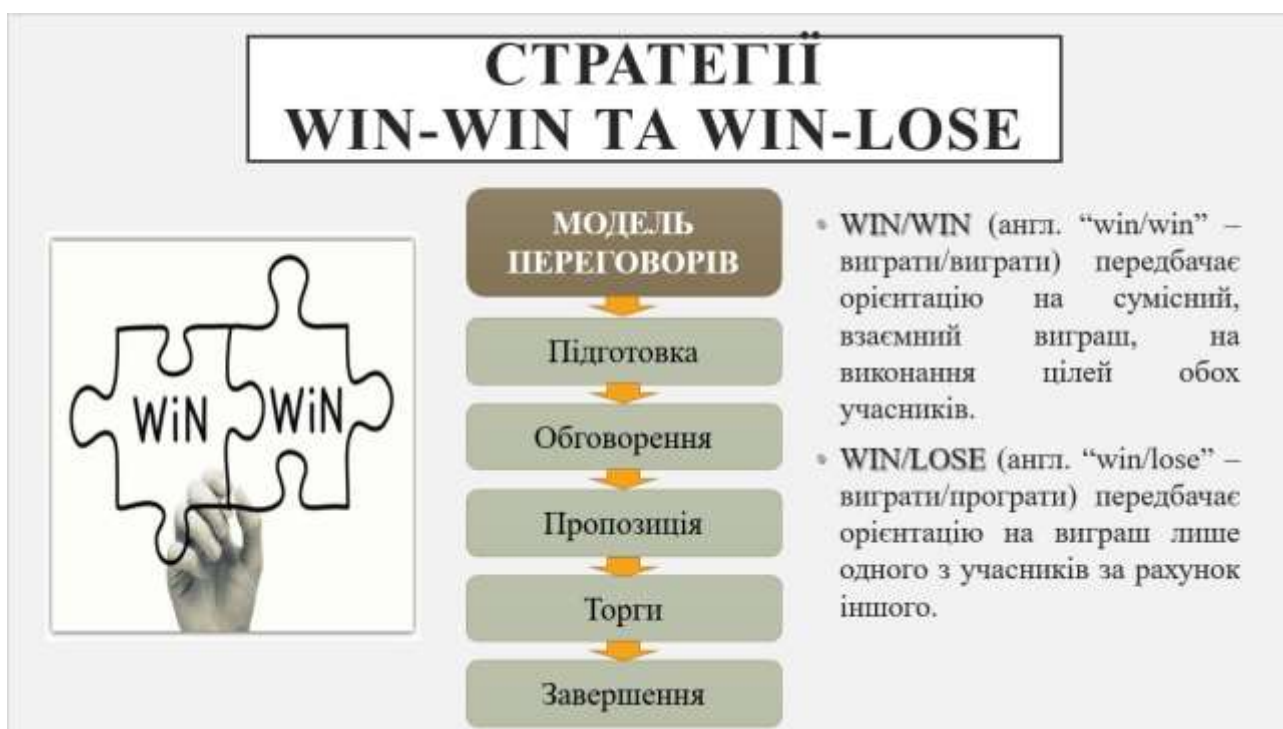 СТРАТЕГІЇ
WIN-WIN ТА WIN-LOSE
WiN WiN
МОДЕЛЬ
ПЕРЕГОВОРІВ
Підготовка
Обговорення
Пропозиція
Торги
Завершення
• WIN/WIN (англ. “win/win” –
виграти/виграти) передбачає
орієнтацію на сумісний,
взаємний виграш, на
виконання цілей обох
учасників.
• WIN/LOSE (англ. “win/lose” –
виграти/програти) передбачає
орієнтацію на виграш лише
одного з учасників за рахунок
іншого.